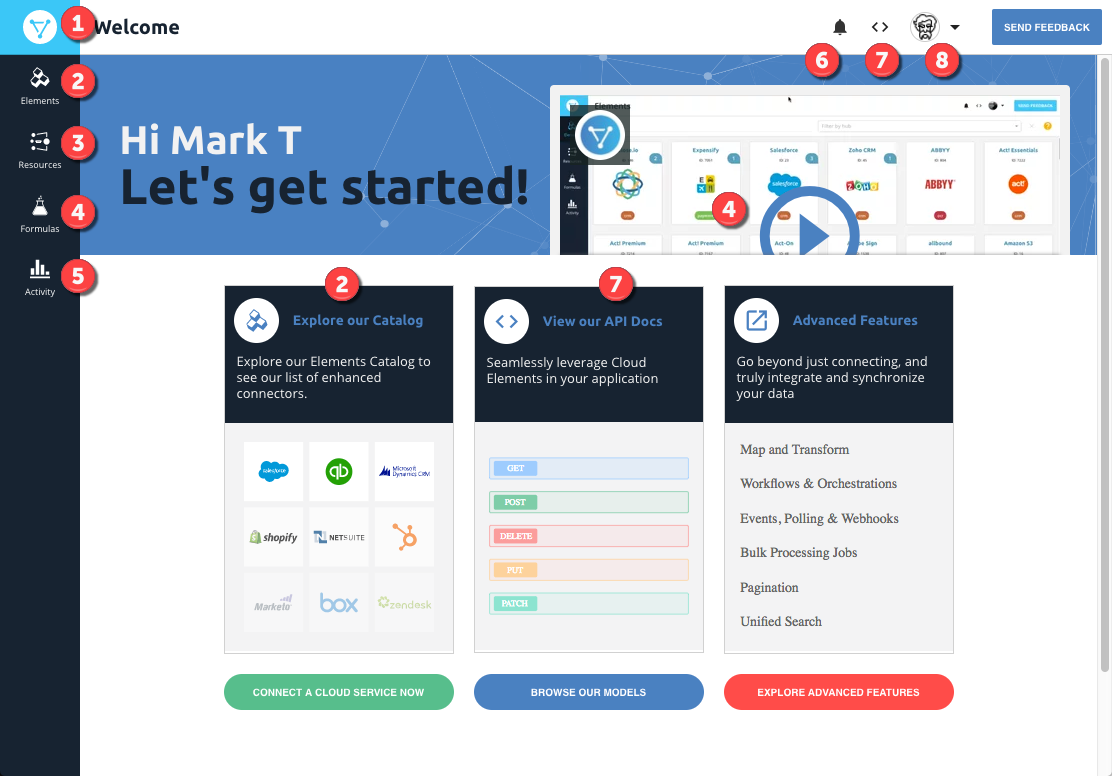 1
Welcome
6
7
8
SEND FEEDBACK
2
Elements
3
Resources
4
Formulas
5
Activity
Hi Mark T
Let's get started!
Elements
SEND FEEDBACK
Filter by hub
Expensify
Salesforce
Zoho CRM
ABBYY
Act! Essentials
2
1
3
salesforce
ZOHO
ABBYY
act!
4
Resources
Formulas
Activity
Act! Premium
Act! Premium
Act-On
Sign
allbound
Amazon S3
2
Explore our Catalog
Explore our Elements Catalog to
see our list of enhanced
connectors.
salesforce
qb
Microsoft
Dynamics CRM
shopify
NETSUITE
Marketo
box
zendesk
CONNECT A CLOUD SERVICE NOW
7
View our API Docs
Seamlessly leverage Cloud
Elements in your application
GET
POST
DELETE
PUT
PATCH
BROWSE OUR MODELS
Advanced Features
Go beyond just connecting, and
truly integrate and synchronize
your data
Map and Transform
Workflows & Orchestrations
Events, Polling & Webhooks
Bulk Processing Jobs
Pagination
Unified Search
EXPLORE ADVANCED FEATURES